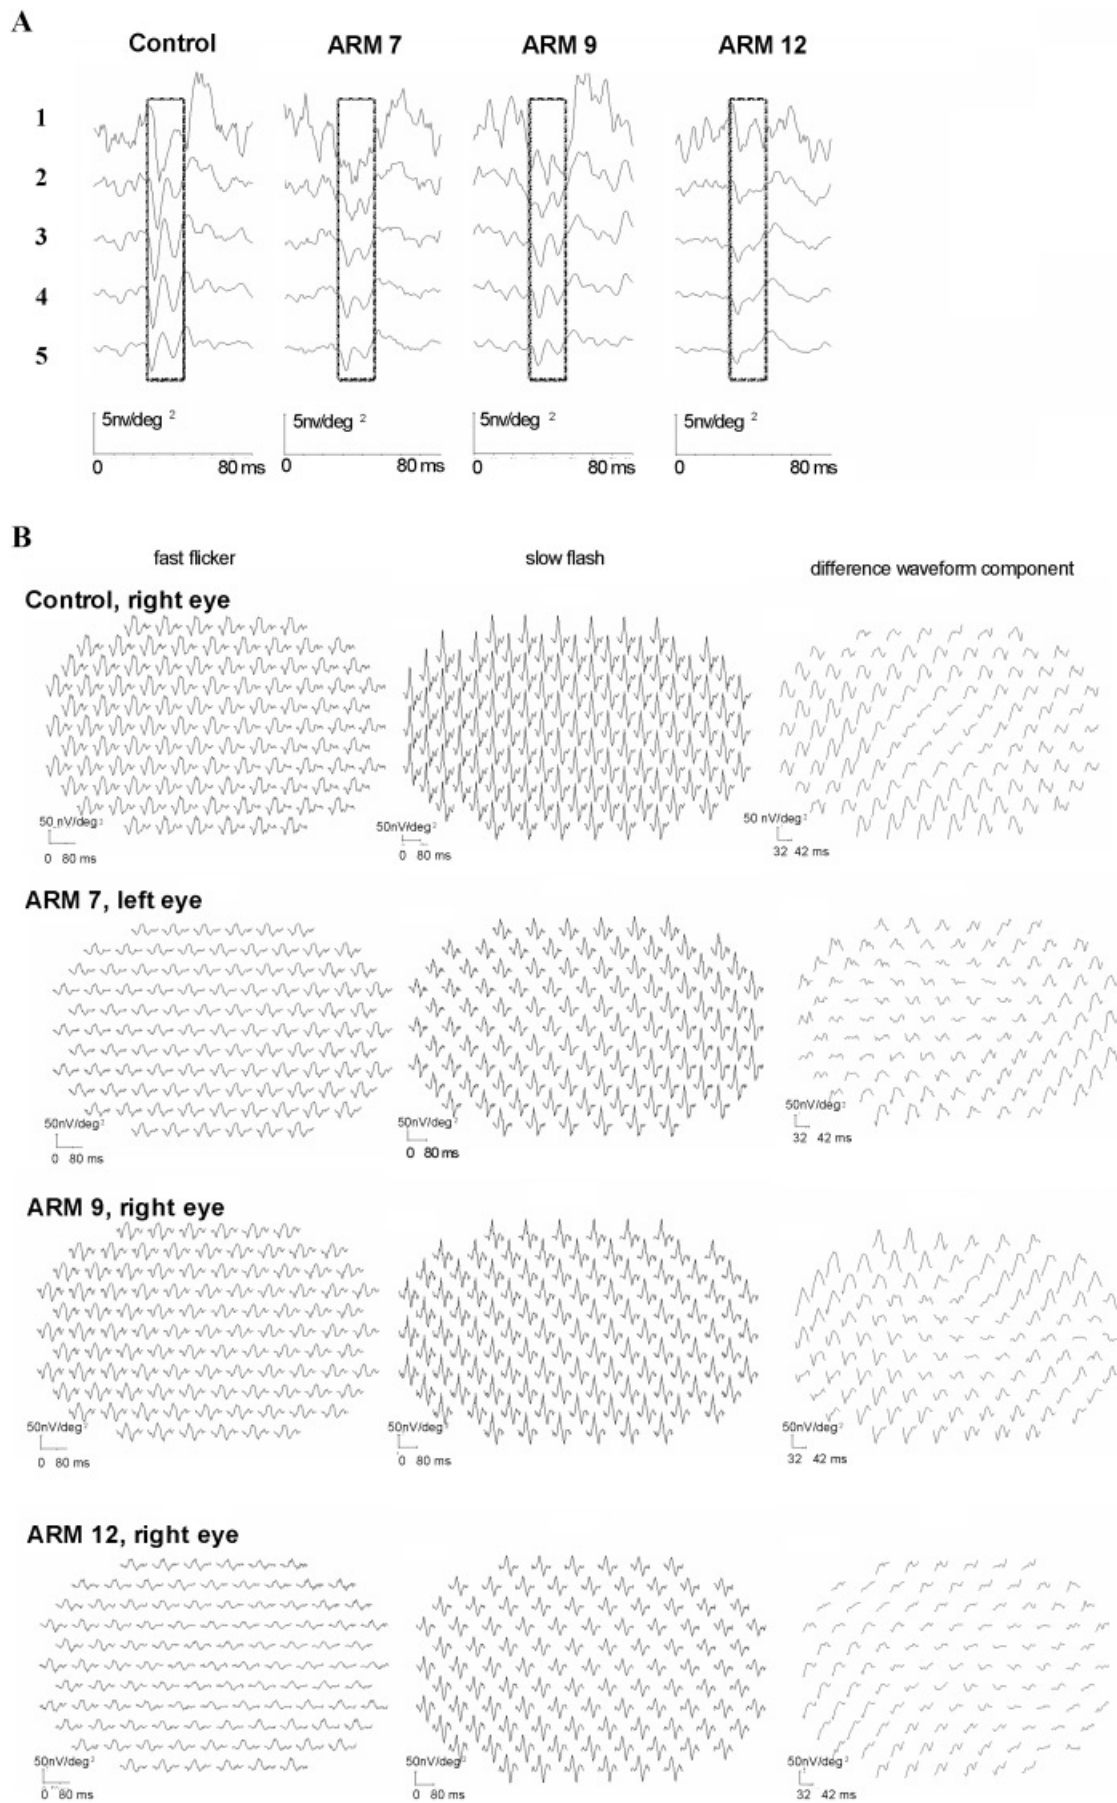 A
Control ARM 7 ARM 9 ARM 12
1
2
3
4
5
5nv/deg 2 5nv/deg 2 5nv/deg 2 5nv/deg 2
0 80 ms 0 80 ms 0 80 ms 0 80 ms
B
fast flicker slow flash difference waveform component
Control, right eye
50 nV/deg 50nV/deg 2 50 nV/deg
0 80 ms 0 80 ms 32 42 ms
ARM 7, left eye
50nV/deg 50nV/deg 50nV/deg
0 80 ms 0 80 ms 32 42 ms
ARM 9, right eye
50nV/deg 50nV/deg 50nV/deg 2
0 80 ms 0 80 ms 32 42 ms
ARM 12, right eye
50nV/deg 50nV/deg 50nV/deg
0 80 ms 0 80 ms 32 42 ms